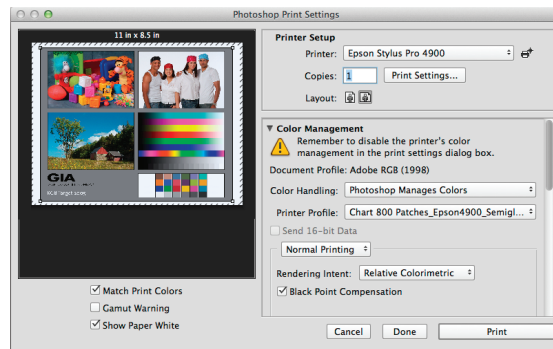 Photoshop Print Settings
11 in x 8.5 in
GIA
RGB Target
Match Print Colors
Gamut Warning
Show Paper White
Printer Setup
Printer: Epson Stylus Pro 4900
Copies: 1 Print Settings...
Layout:
Color Management
Remember to disable the printer's color
management in the print settings dialog box.
Document Profile: Adobe RGB (1998)
Color Handling: Photoshop Manages Colors
Printer Profile: Chart 800 Patches_Epson4900_Semigl...
Send 16-bit Data
Normal Printing
Rendering Intent: Relative Colorimetric
Black Point Compensation
Cancel Done Print